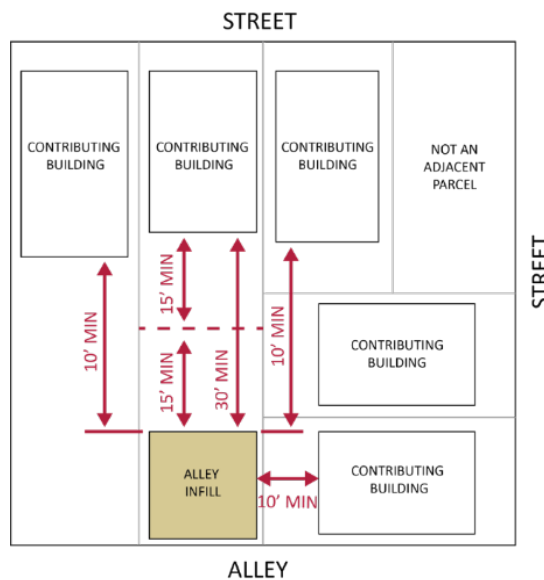 STREET
CONTRIBUTING
BUILDING
CONTRIBUTING
BUILDING
CONTRIBUTING
BUILDING
NOT AN
ADJACENT
PARCEL
STREET
15' MIN
10' MIN
15' MIN
30' MIN
10' MIN
CONTRIBUTING
BUILDING
ALLEY
INFILL
10' MIN
CONTRIBUTING
BUILDING
ALLEY